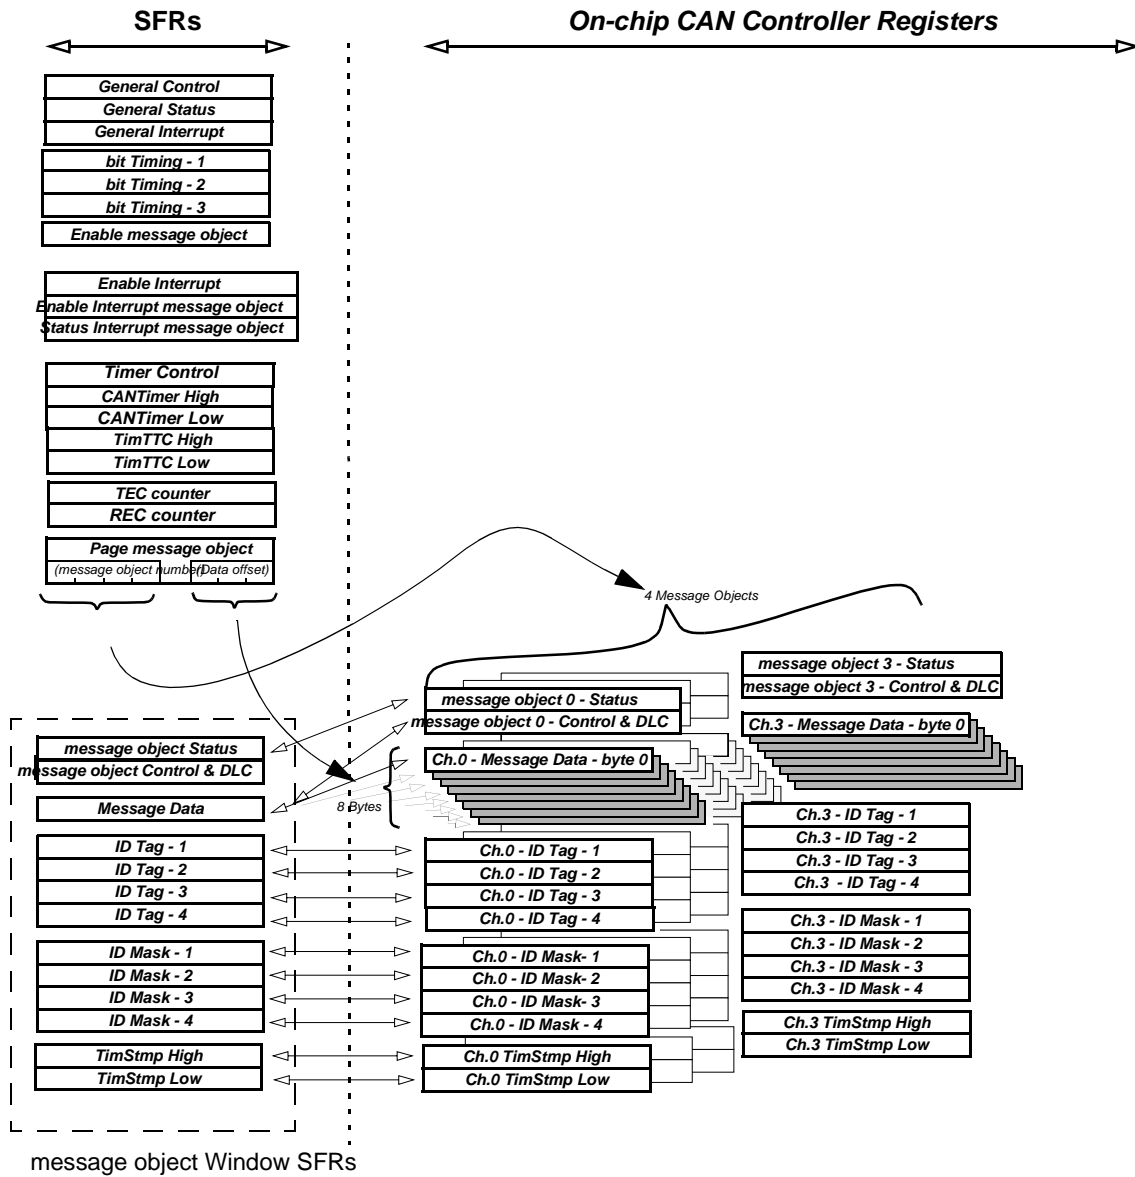 SFRs
On-chip CAN Controller Registers
General Control
General Status
General Interrupt
bit Timing - 1
bit Timing - 2
bit Timing - 3
Enable message object
Enable Interrupt
Enable Interrupt message object
Status Interrupt message object
Timer Control
CANTimer High
CANTimer Low
TimTTC High
TimTTC Low
TEC counter
REC counter
Page message object
(message object number)
(Data offset)
4 Message Objects
message object Status
message object Control & DLC
Message Data
ID Tag - 1
ID Tag - 2
ID Tag - 3
ID Tag - 4
ID Mask - 1
ID Mask - 2
ID Mask - 3
ID Mask - 4
TimStmp High
TimStmp Low
message object Window SFRs
8 Bytes
message object 0 - Status
message object 0 - Control & DLC
Ch.0 - Message Data - byte 0
Ch.0 - ID Tag - 1
Ch.0 - ID Tag - 2
Ch.0 - ID Tag - 3
Ch.0 - ID Tag - 4
Ch.0 - ID Mask- 1
Ch.0 - ID Mask- 2
Ch.0 - ID Mask- 3
Ch.0 - ID Mask - 4
Ch.0 TimStmp High
Ch.0 TimStmp Low
message object 3 - Status
message object 3 - Control & DLC
Ch.3 - Message Data - byte 0
Ch.3 - ID Tag - 1
Ch.3 - ID Tag - 2
Ch.3 - ID Tag - 3
Ch.3 - ID Tag - 4
Ch.3 - ID Mask - 1
Ch.3 - ID Mask - 2
Ch.3 - ID Mask - 3
Ch.3 - ID Mask - 4
Ch.3 TimStmp High
Ch.3 TimStmp Low